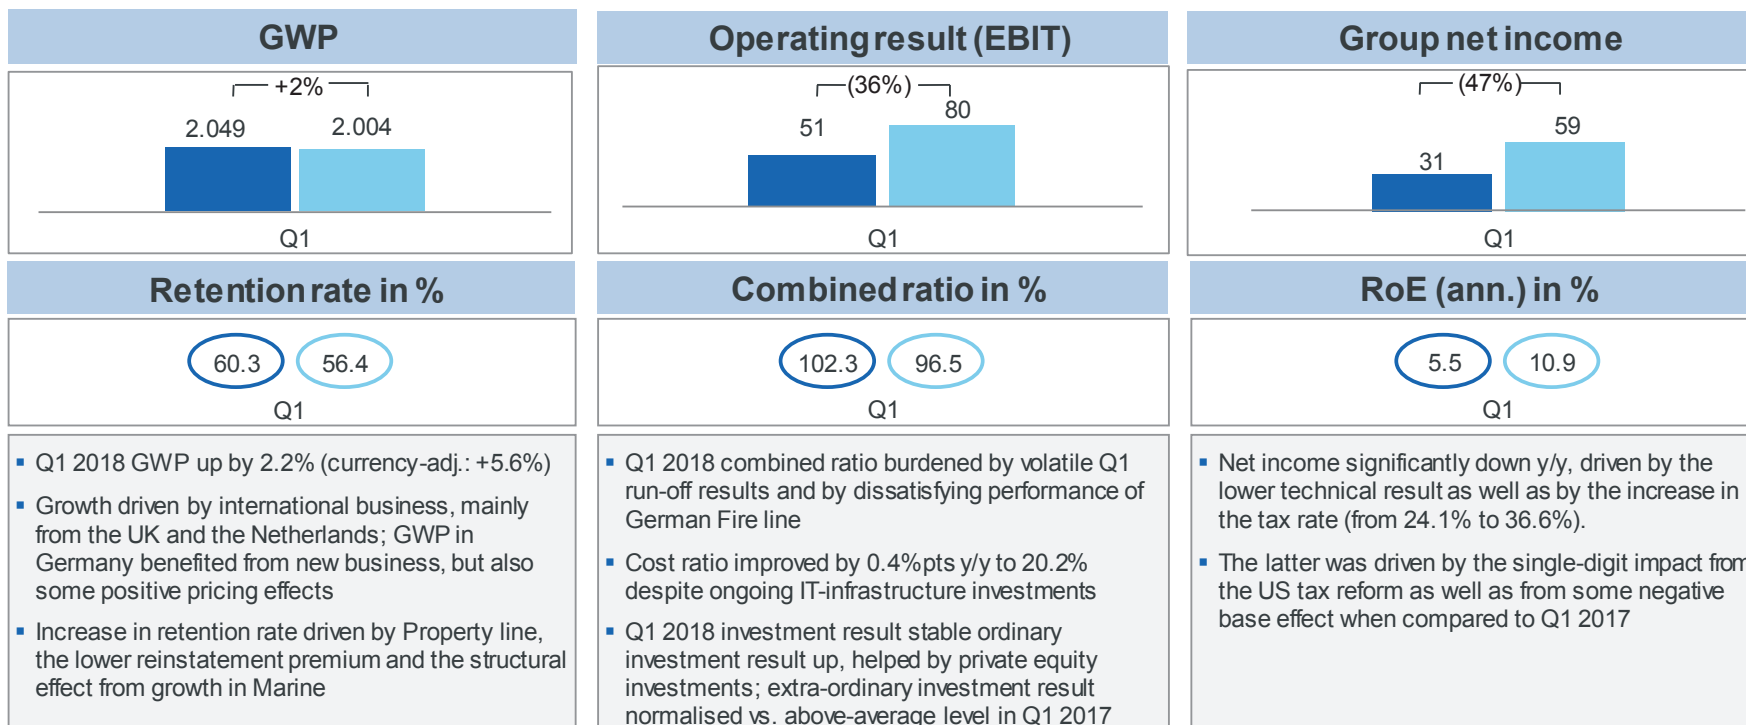 GWP
+2%
2.049
2.004
Q1
Operating result (EBIT)
(36%)
51
80
Q1
Group net income
(47%)
31
59
Q1
Retention rate in %
60.3
56.4
Q1
Combined ratio in %
102.3
96.5
Q1
RoE (ann.) in %
5.5
10.9
Q1
▪ Q1 2018 GWP up by 2.2% (currency-adj.: +5.6%)
▪ Growth driven by international business, mainly
from the UK and the Netherlands; GWP in
Germany benefited from new business, but also
some positive pricing effects
▪ Increase in retention rate driven by Property line,
the lower reinstatement premium and the structural
effect from growth in Marine
▪ Q1 2018 combined ratio burdened by volatile Q1
run-off results and by dissatisfying performance of
German Fire line
▪ Cost ratio improved by 0.4%pts y/y to 20.2%
despite ongoing IT-infrastructure investments
▪ Q1 2018 investment result stable ordinary
investment result up, helped by private equity
investments; extra-ordinary investment result
normalised vs. above-average level in Q1 2017
▪ Net income significantly down y/y, driven by the
lower technical result as well as by the increase in
the tax rate (from 24.1% to 36.6%).
▪ The latter was driven by the single-digit impact from
the US tax reform as well as from some negative
base effect when compared to Q1 2017